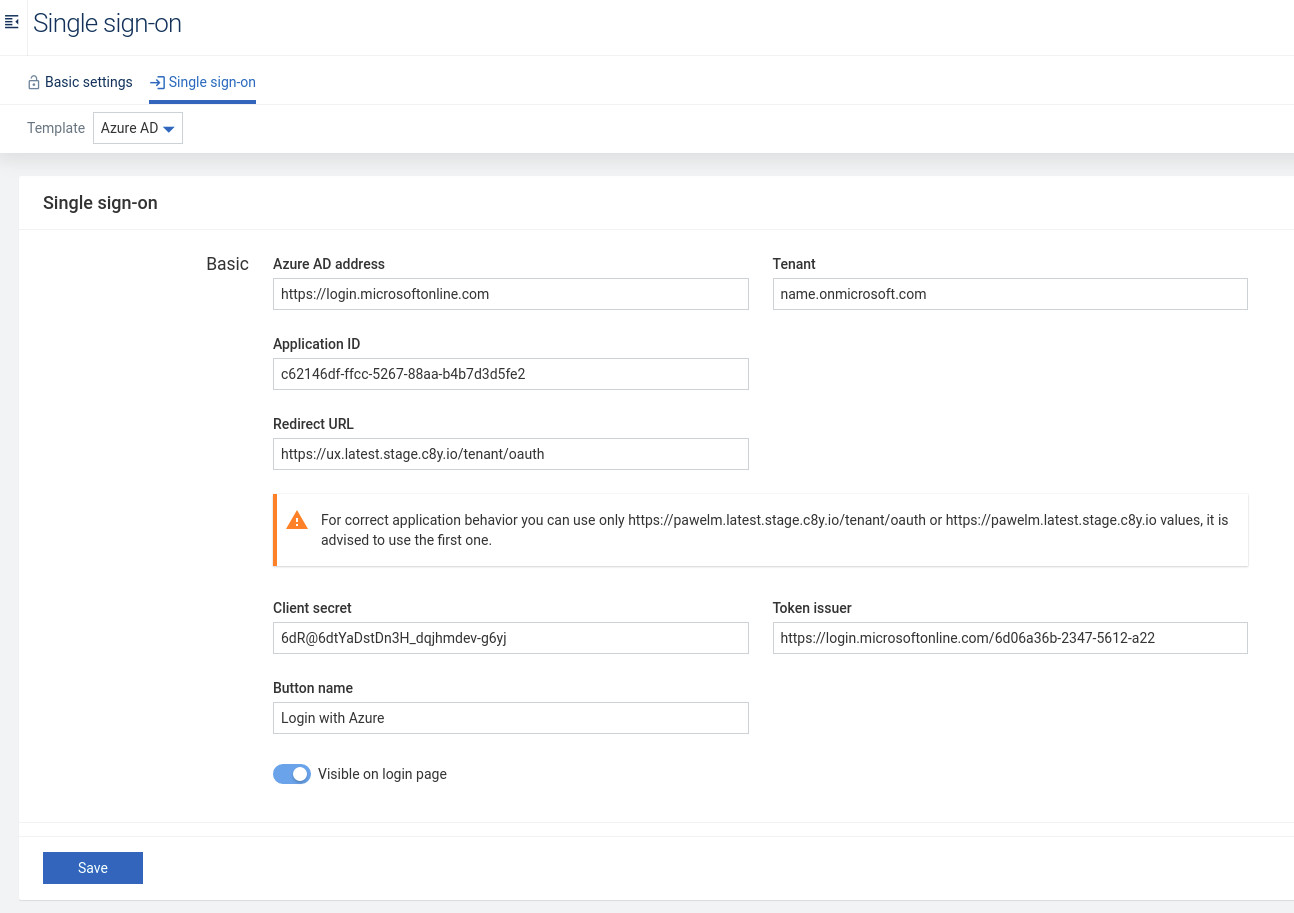 Single sign-on
Basic settings
Single sign-on
Template
Azure AD
Single sign-on
Basic
Azure AD address
Tenant
https://login.microsoftonline.com
name.onmicrosoft.com
Application ID
c62146df-ffcc-5267-88aa-b4b7d3d5fe2
Redirect URL
https://ux.latest.stage.c8y.io/tenant/oauth
For correct application behavior you can use only https://pawelm.latest.stage.c8y.io/tenant/oauth or https://pawelm.latest.stage.c8y.io values, it is
advised to use the first one.
Client secret
Token issuer
6dR@6dtYaDstDn3H_dqjhmdev-g6yj
https://login.microsoftonline.com/6d06a36b-2347-5612-a22
Button name
Login with Azure
Visible on login page
Save